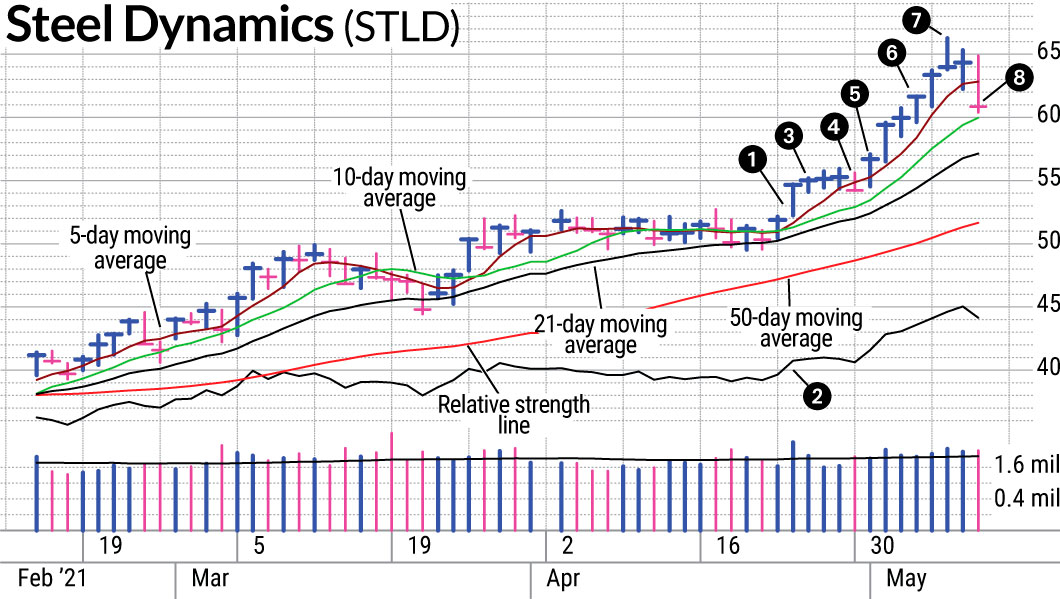 Steel Dynamics (STLD)
7
65
6
8
5
60
4
3
1
10-day moving
average
55
5-day moving
average
50
45
21-day moving
average
50-day moving
average
40
2
Relative strength
line
1.6 mil
0.4 mil
19 5 19 2 16 30
Feb ’21 Mar Apr May